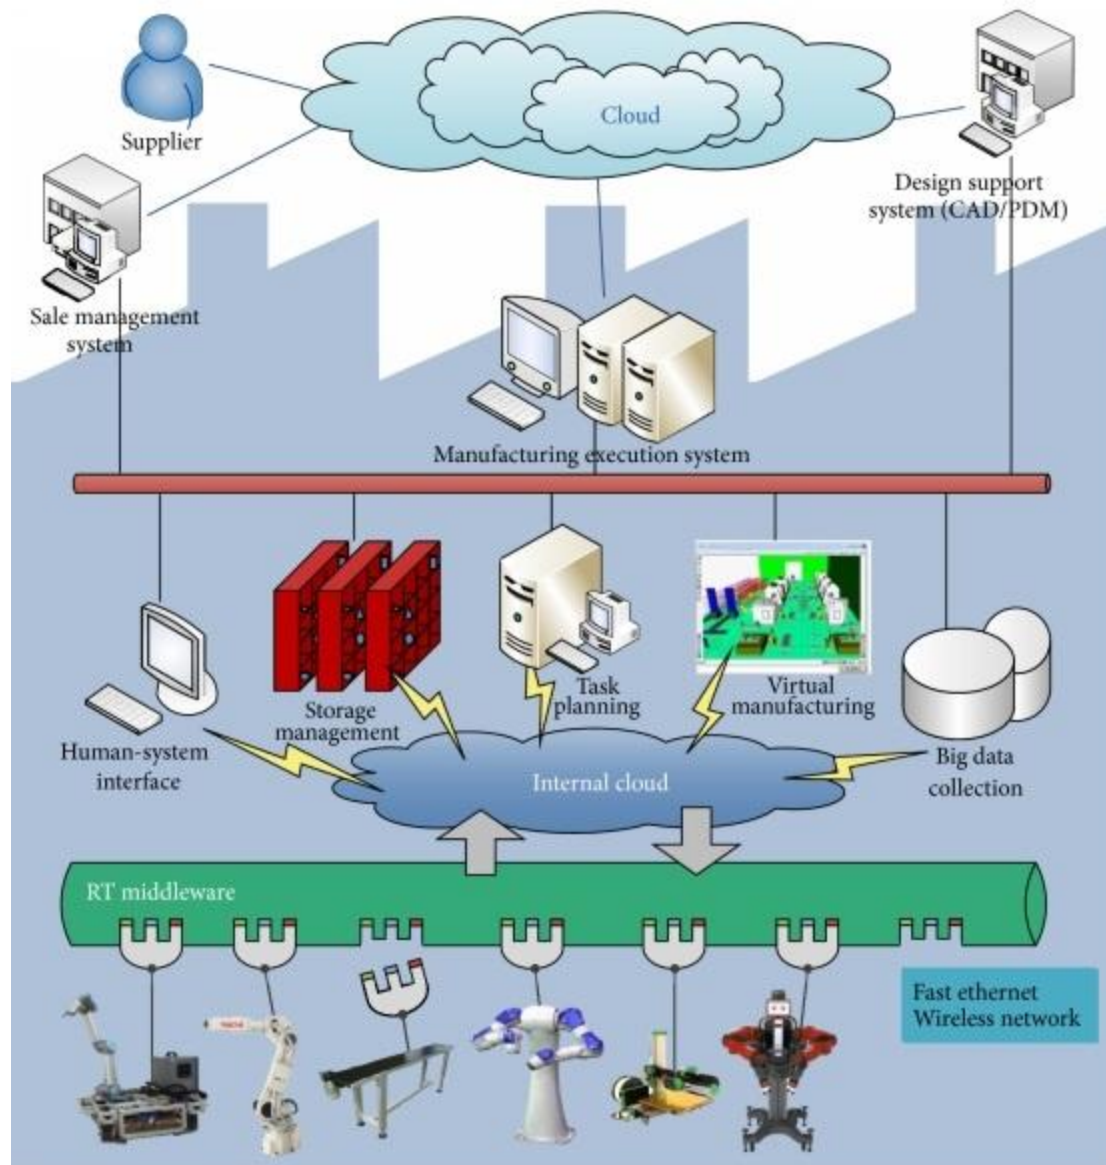 Cloud
Supplier
Design support
system (CAD/PDM)
Sale management
system
Manufacturing execution system
Storage
management
Task
planning
Virtual
manufacturing
Human-system
interface
Big data
collection
Internal cloud
RT middleware
Fast ethernet
Wireless network